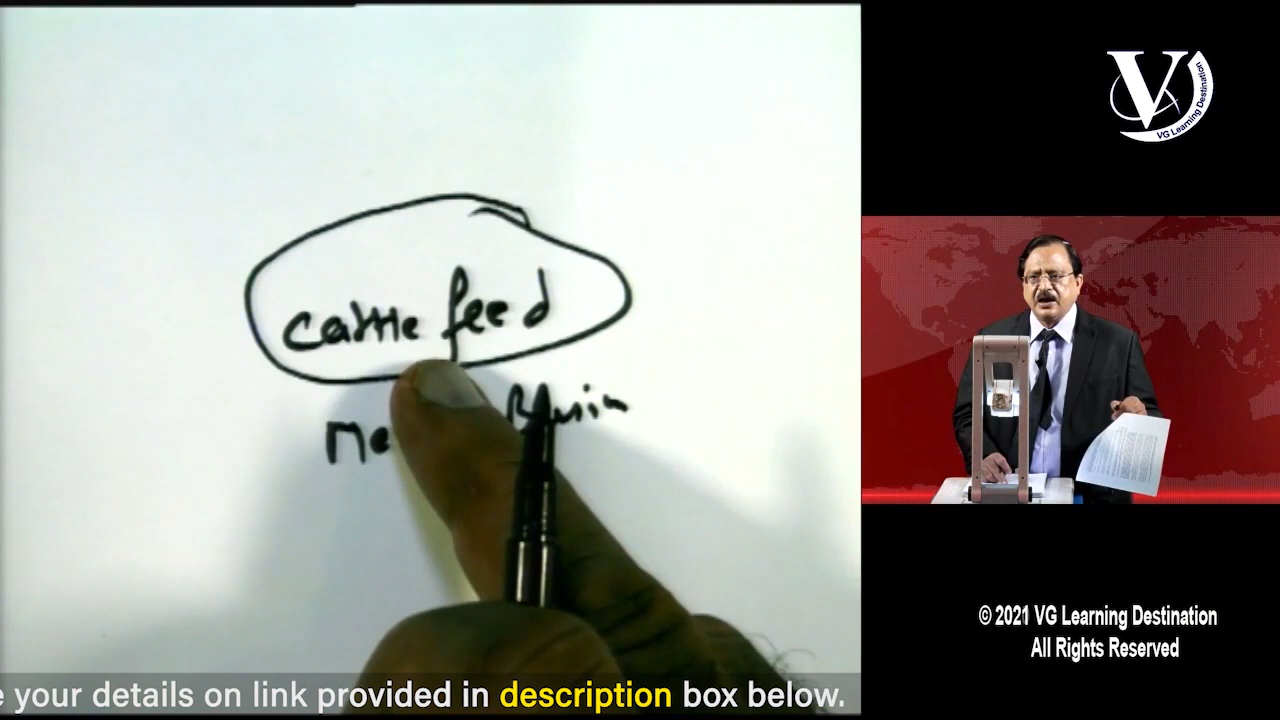 V
VG Learning Destination
cattle feed
© 2021 VG Learning Destination
All Rights Reserved
e your details on link provided in description box below.